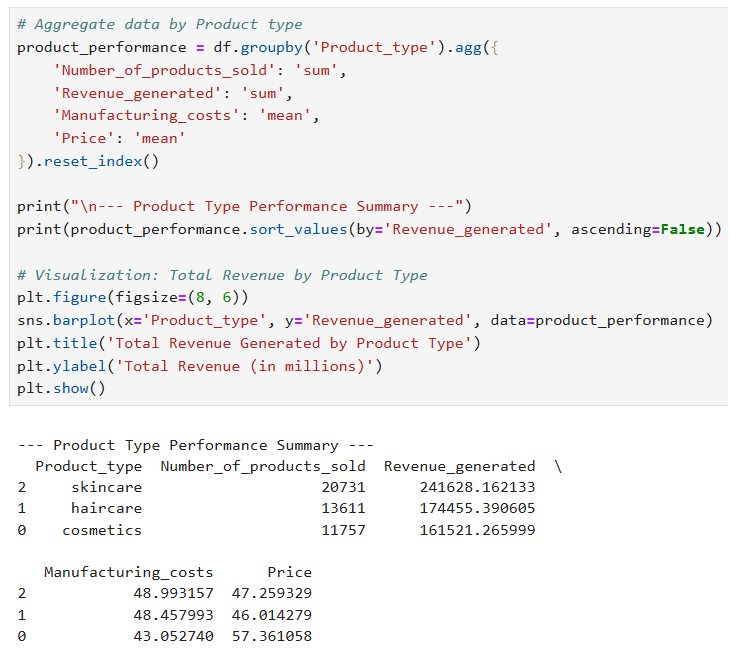 # Aggregate data by Product type
product_performance = df.groupby('Product_type').agg({
    'Number_of_products_sold': 'sum',
    'Revenue_generated': 'sum',
    'Manufacturing_costs': 'mean',
    'Price': 'mean'
}).reset_index()

print("\n--- Product Type Performance Summary ---")
print(product_performance.sort_values(by='Revenue_generated', ascending=False))

# Visualization: Total Revenue by Product Type
plt.figure(figsize=(8, 6))
sns.barplot(x='Product_type', y='Revenue_generated', data=product_performance)
plt.title('Total Revenue Generated by Product Type')
plt.ylabel('Total Revenue (in millions)')
plt.show()

--- Product Type Performance Summary ---
  Product_type  Number_of_products_sold  Revenue_generated  \
2     skincare                    20731      241628.162133
1     haircare                    13611      174455.390605
0    cosmetics                    11757      161521.265999

   Manufacturing_costs      Price
2            48.993157  47.259329
1            48.457993  46.014279
0            43.052740  57.361058